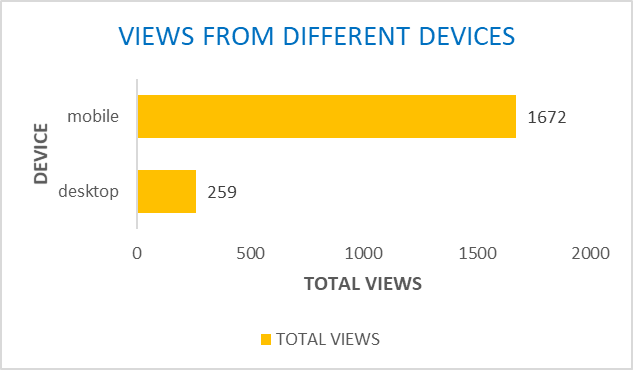 VIEWS FROM DIFFERENT DEVICES
DEVICE
mobile
1672
desktop
259
0 500 1000 1500 2000
TOTAL VIEWS
TOTAL VIEWS